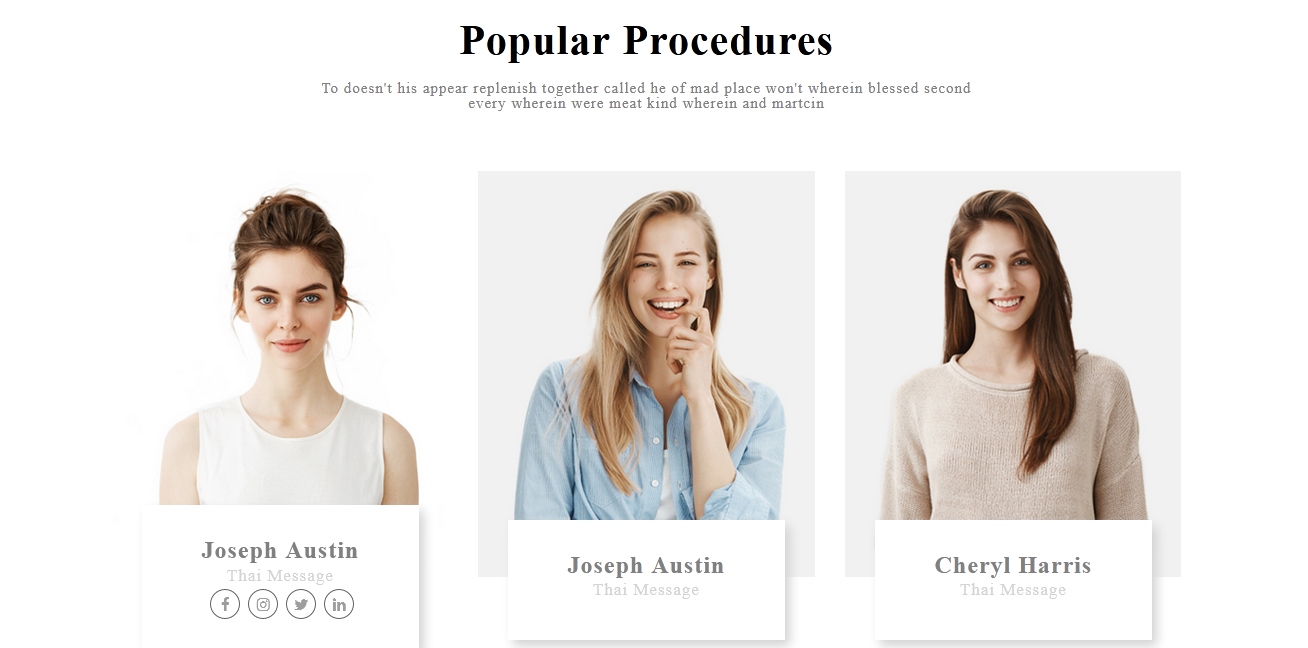 Popular Procedures
To doesn't his appear replenish together called he of mad place won't wherein blessed second
every wherein were meat kind wherein and martcin
Joseph Austin
Thai Message
Joseph Austin
Thai Message
Cheryl Harris
Thai Message